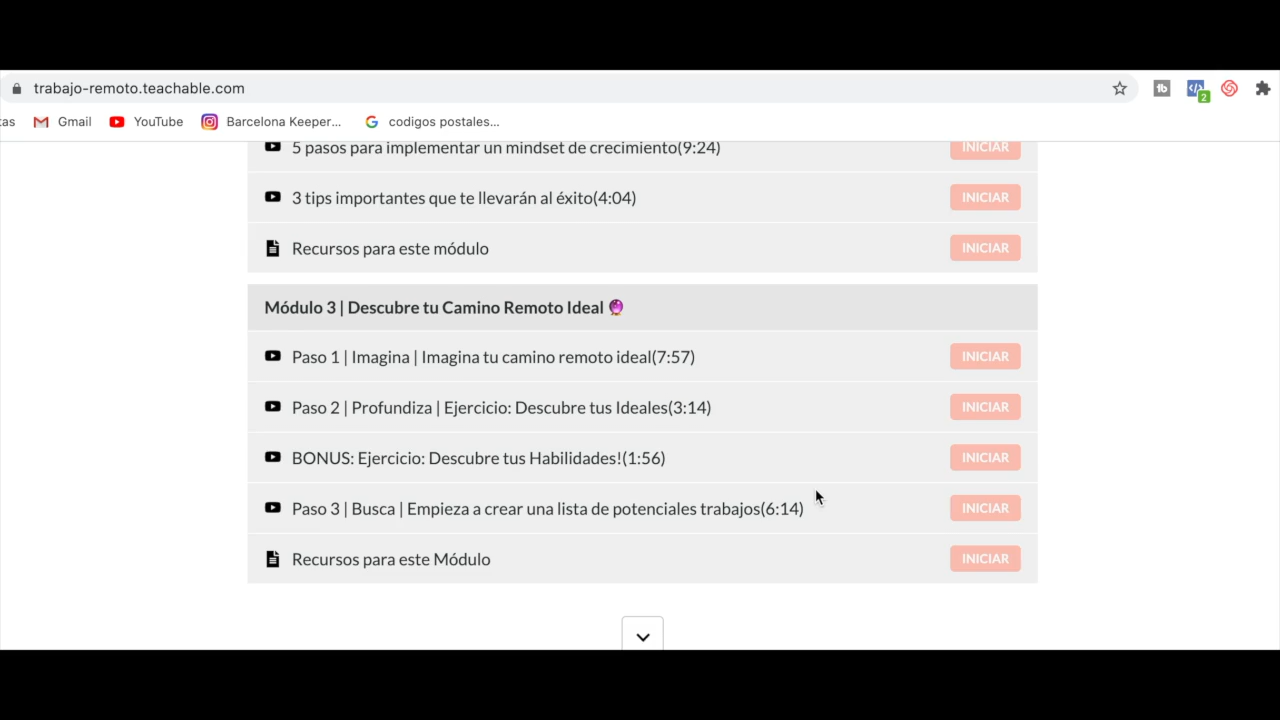 trabajo-remoto.teachable.com
tas Gmail YouTube Barcelona Keeper... codigos postales...
5 pasos para implementar un mindset de crecimiento(9:24) INICIAR
3 tips importantes que te llevarán al éxito(4:04) INICIAR
Recursos para este módulo INICIAR
Módulo 3 | Descubre tu Camino Remoto Ideal 🔮
Paso 1 | Imagina | Imagina tu camino remoto ideal(7:57) INICIAR
Paso 2 | Profundiza | Ejercicio: Descubre tus Ideales(3:14) INICIAR
BONUS: Ejercicio: Descubre tus Habilidades!(1:56) INICIAR
Paso 3 | Busca | Empieza a crear una lista de potenciales trabajos(6:14) INICIAR
Recursos para este Módulo INICIAR